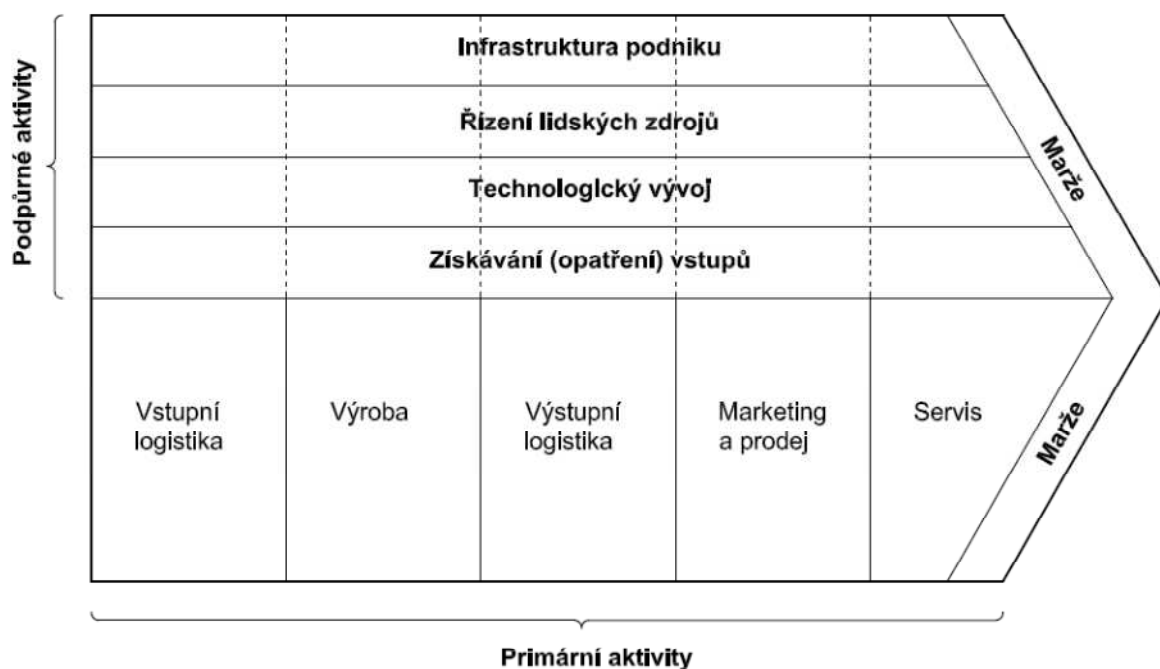 Podpůrné aktivity
Infrastruktura podniku
Řízení lidských zdrojů
Technologický vývoj
Získávání (opatření) vstupů
Marže
Vstupní
logistika
Výroba
Výstupní
logistika
Marketing
a prodej
Servis
Marže
Primární aktivity